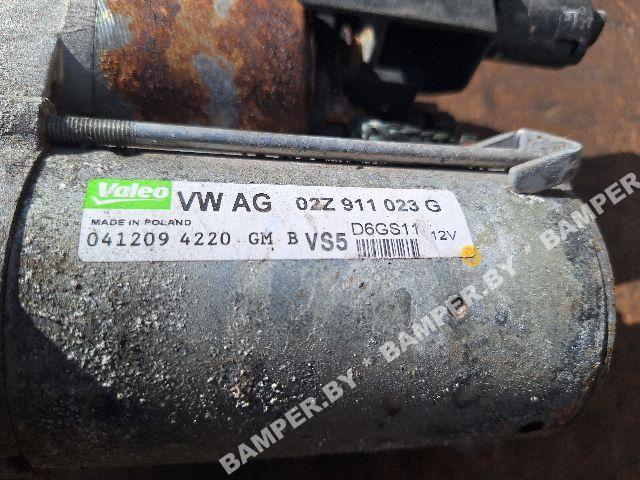 Valeo VW AG 02Z 911 023 G
MADE IN POLAND
041209 4220 GM B VS5 D6GS11 12V
BAMPER.BY * BAMPER.BY * BAMPER.BY